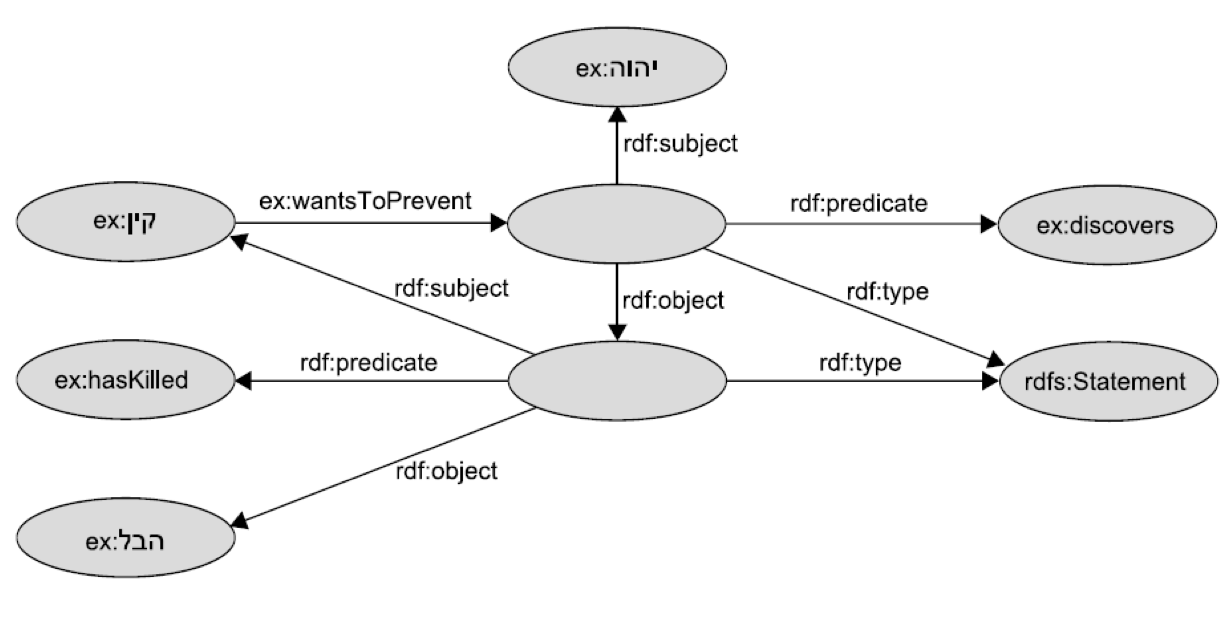 ex:יהוה
rdf:subject
ex:wantsToPrevent
rdf:predicate
ex:קין
ex:discovers
rdf:subject
rdf:object
rdf:type
rdf:predicate
rdf:type
ex:hasKilled
rdfs:Statement
rdf:object
ex:הבל